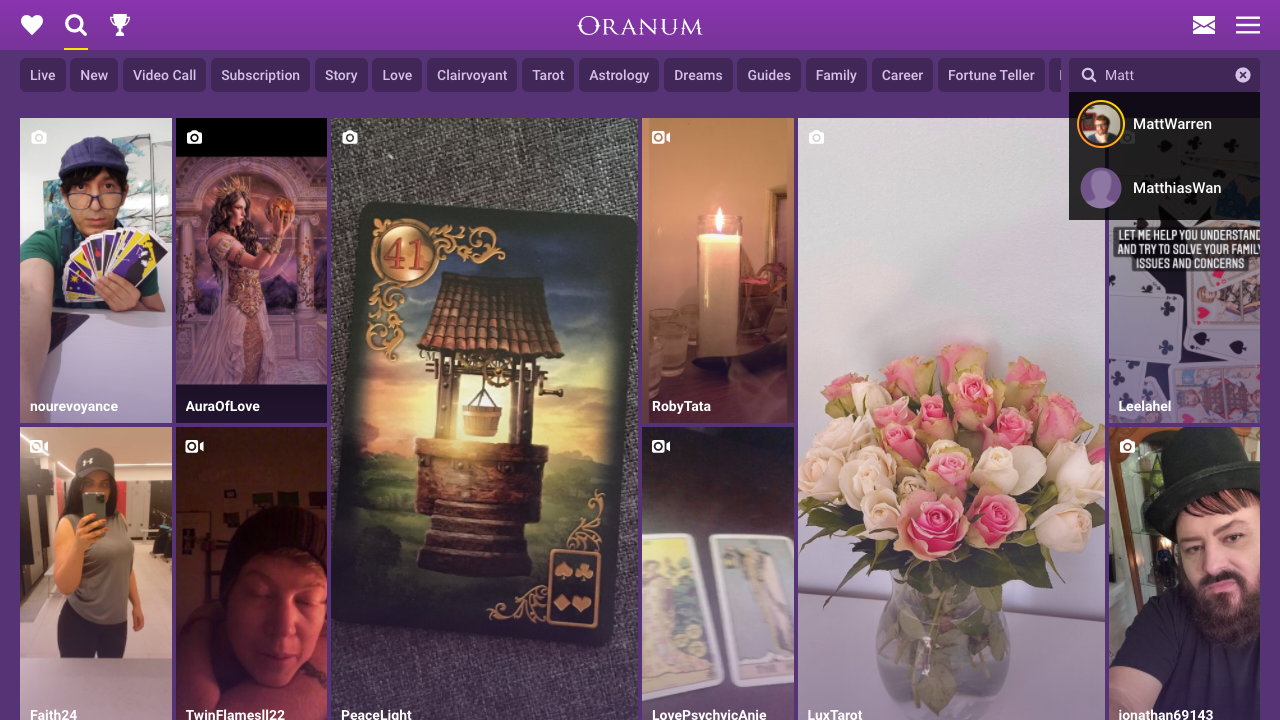 ORANUM
Live
New
Video Call
Subscription
Story
Love
Clairvoyant
Tarot
Astrology
Dreams
Guides
Family
Career
Fortune Teller
Matt
MattWarren
MatthiasWan
41
LET ME HELP YOU UNDERSTAND
AND TRY TO SOLVE YOUR FAMILY
ISSUES AND CONCERNS
nourevoyance
AuraOfLove
RobyTata
Leelahel
Faith24
TwinFlamesII22
PeaceLight
LovePsychvicAnie
LuxTarot
jonathan69143